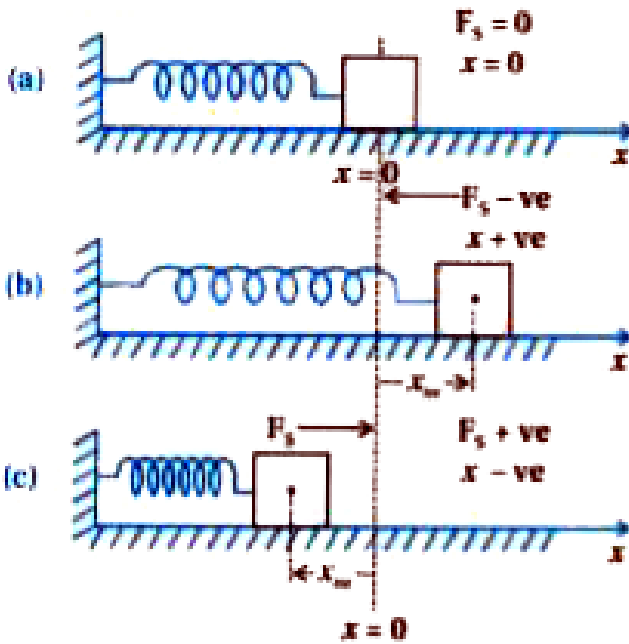 Fₛ = 0
(a)
x = 0
x
x = 0
Fₛ – ve
x + ve
(b)
xₘ
x
Fₛ
Fₛ + ve
(c)
x – ve
xₘ
x
x = 0